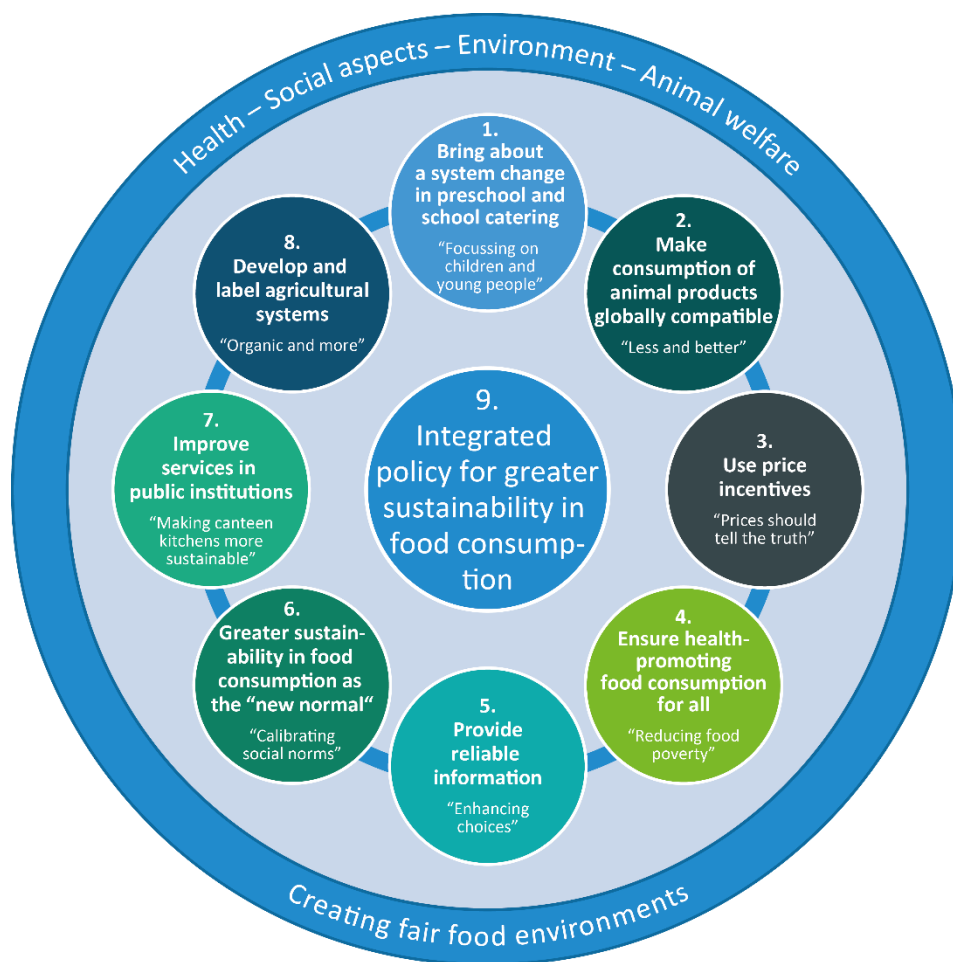 Health – Social aspects – Environment – Animal welfare
1.
Bring about
a system change
in preschool and
school catering
“Focussing on
children and
young people”
2.
Make
consumption of
animal products
globally compatible
“Less and better”
3.
Use price
incentives
“Prices should
tell the truth”
4.
Ensure health-
promoting
food consumption
for all
“Reducing food
poverty”
5.
Provide
reliable
information
“Enhancing
choices”
6.
Greater sustain-
ability in food
consumption as
the “new normal“
“Calibrating
social norms”
7.
Improve
services in
public institutions
“Making canteen
kitchens more
sustainable”
8.
Develop and
label agricultural
systems
“Organic and more”
9.
Integrated
policy for greater
sustainability in
food consump-
tion
Creating fair food environments